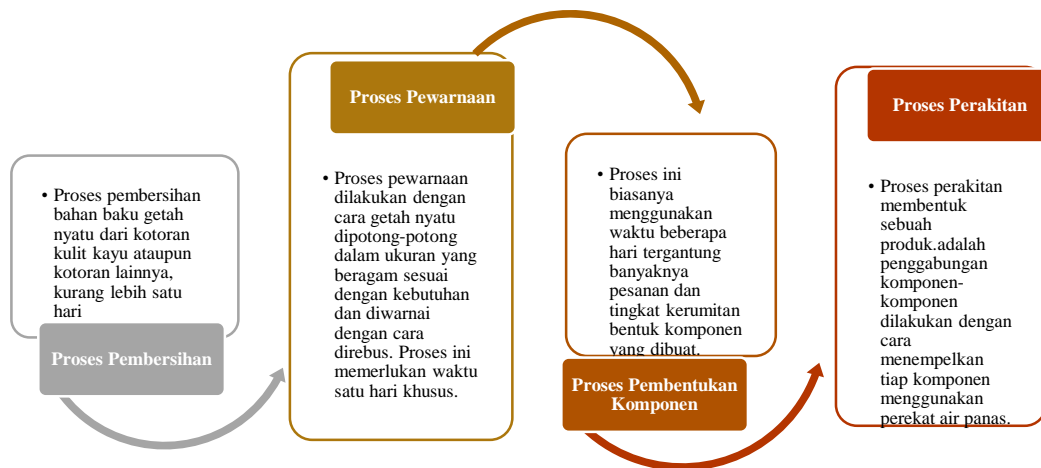 • Proses pembersihan
bahan baku getah
nyatu dari kotoran
kulit kayu ataupun
kotoran lainnya,
kurang lebih satu
hari
Proses Pembersihan
Proses Pewarnaan
• Proses pewarnaan
dilakukan dengan
cara getah nyatu
dipotong-potong
dalam ukuran yang
beragam sesuai
dengan kebutuhan
dan diwarnai
dengan cara
direbus. Proses ini
memerlukan waktu
satu hari khusus.
• Proses ini
biasanya
menggunakan
waktu beberapa
hari tergantung
banyaknya
pesanan dan
tingkat kerumitan
bentuk komponen
yang dibuat.
Proses Pembentukan
Komponen
Proses Perakitan
• Proses perakitan
membentuk
sebuah
produk.adalah
penggabungan
komponen-
komponen
dilakukan dengan
cara
menempelkan
tiap komponen
menggunakan
perekat air panas.